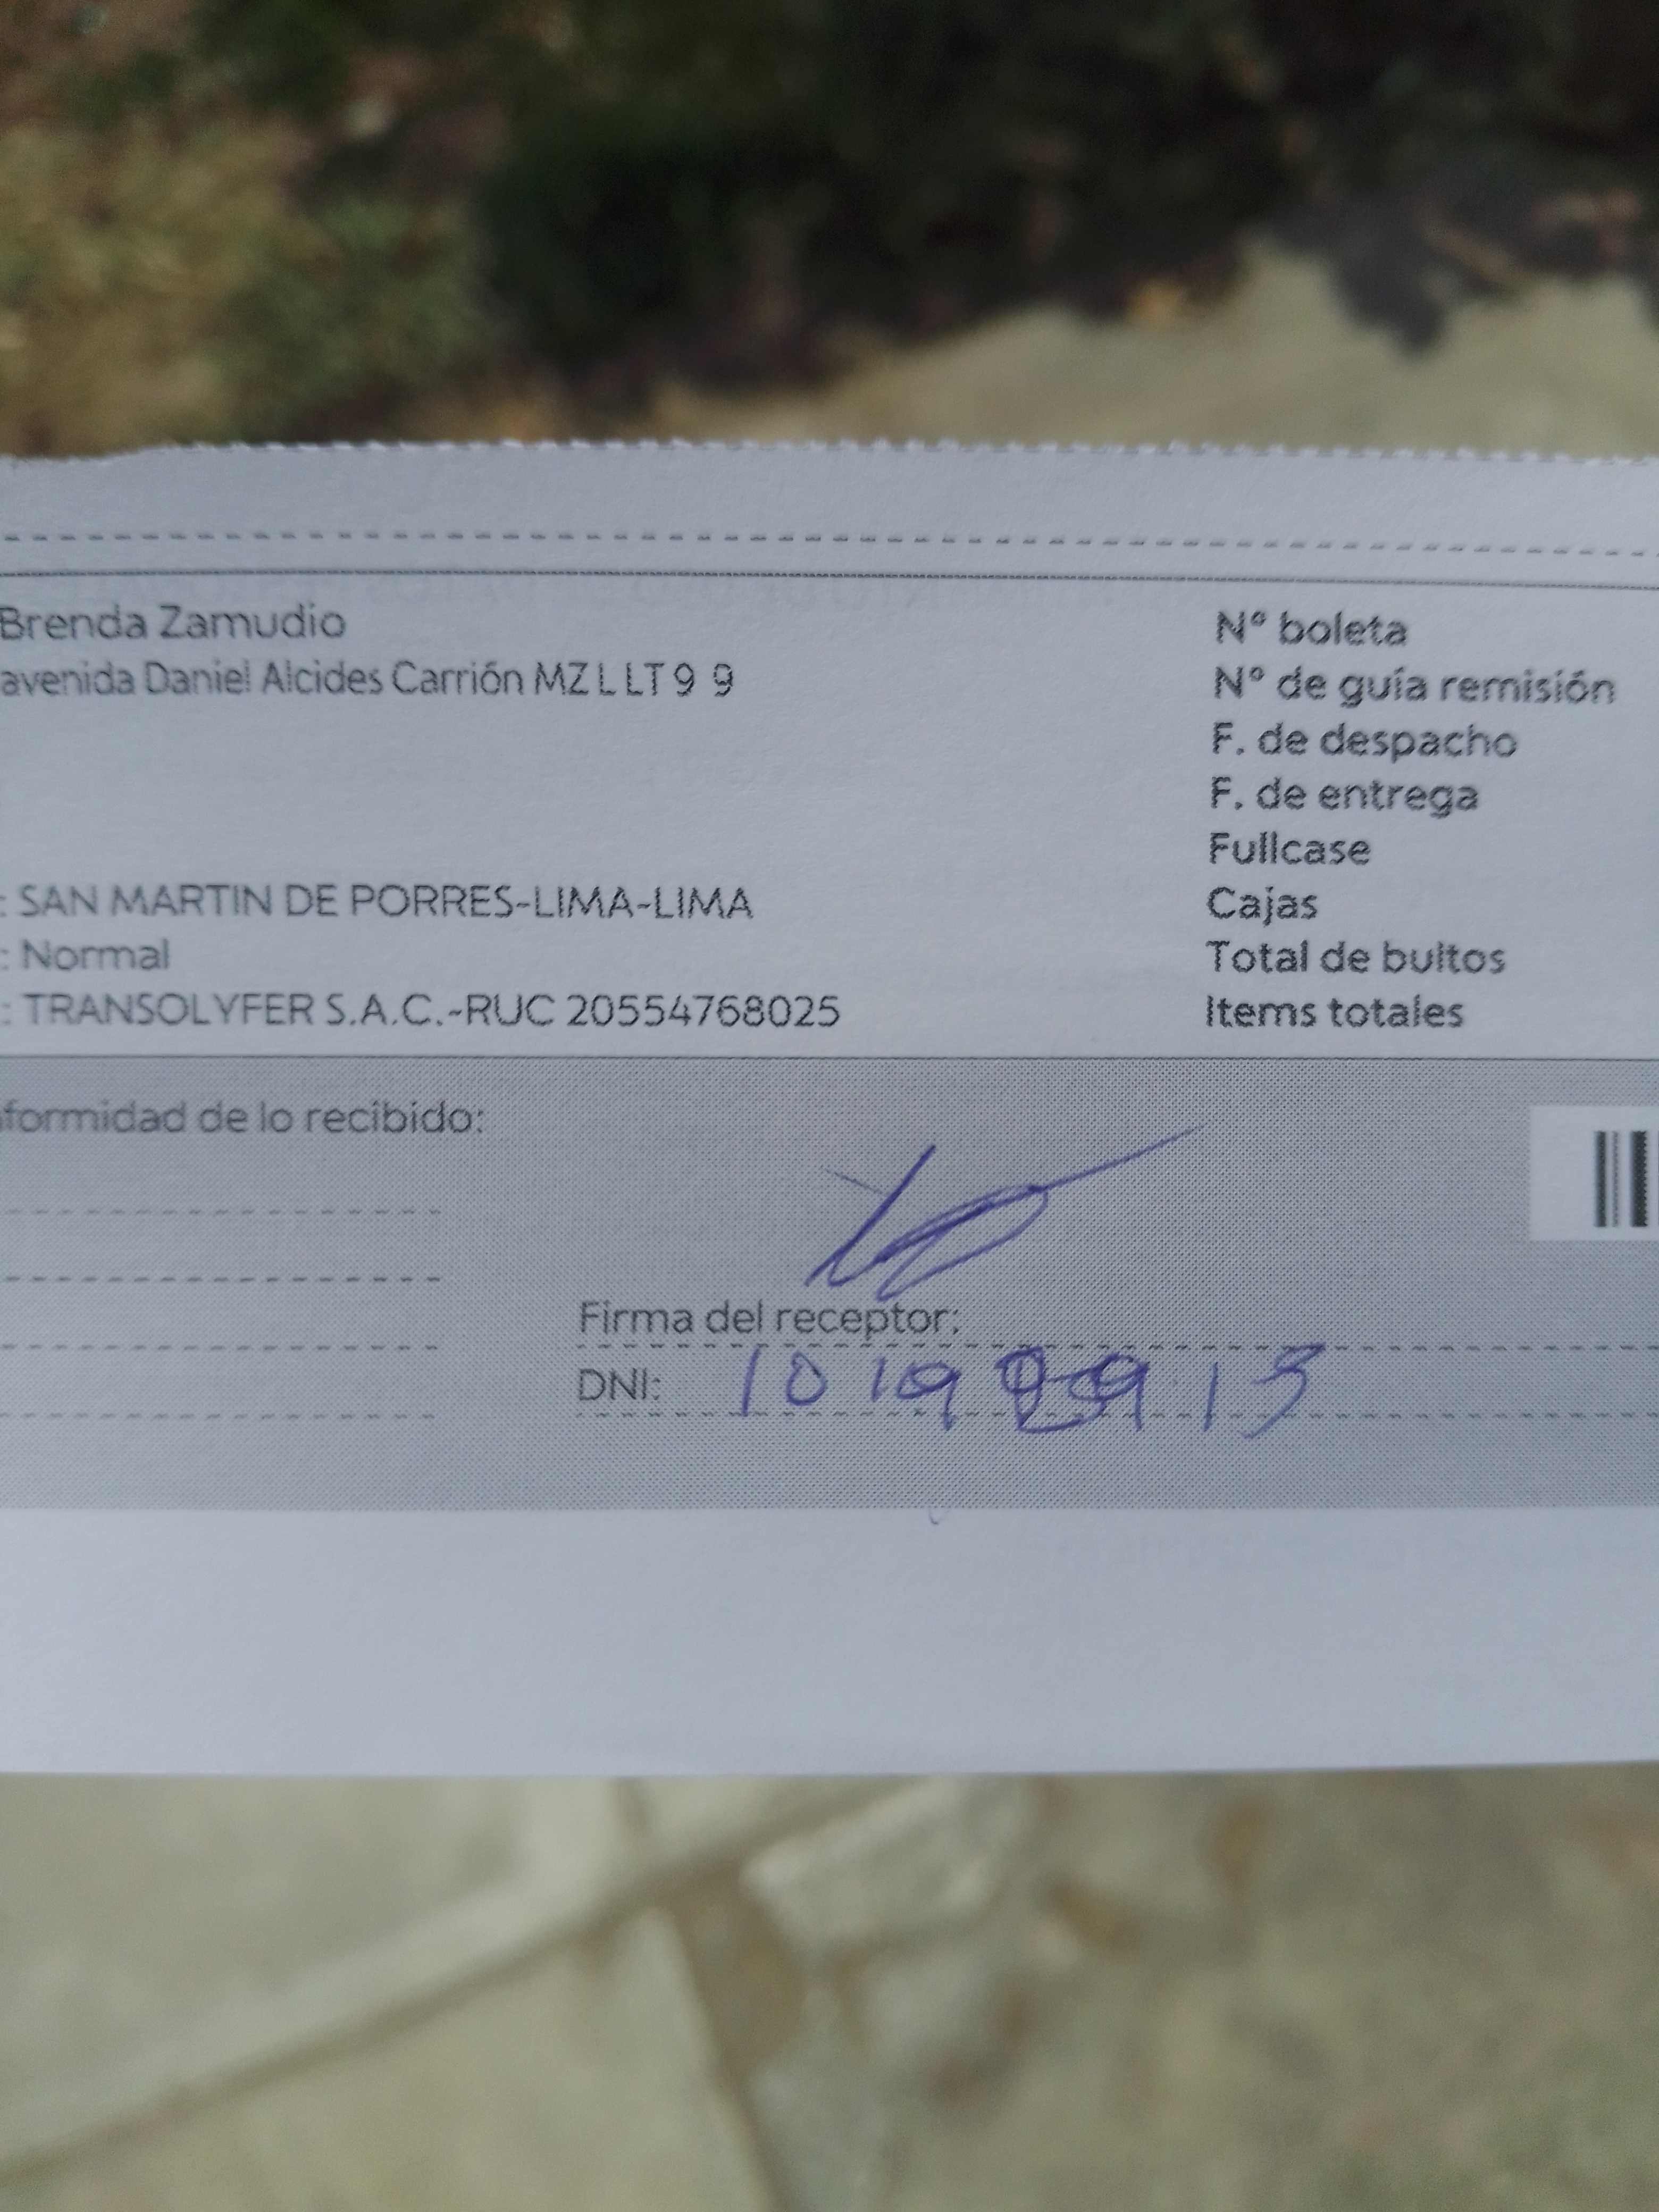 Brenda Zamudio
avenida Daniel Alcides Carrión MZ L LT 9 9
: SAN MARTIN DE PORRES-LIMA-LIMA
: Normal
: TRANSOLYFER S.A.C.-RUC 20554768025
N° boleta
N° de guía remisión
F. de despacho
F. de entrega
Fullcase
Cajas
Total de bultos
Items totales
nformidad de lo recibido:
Firma del receptor:
DNI: